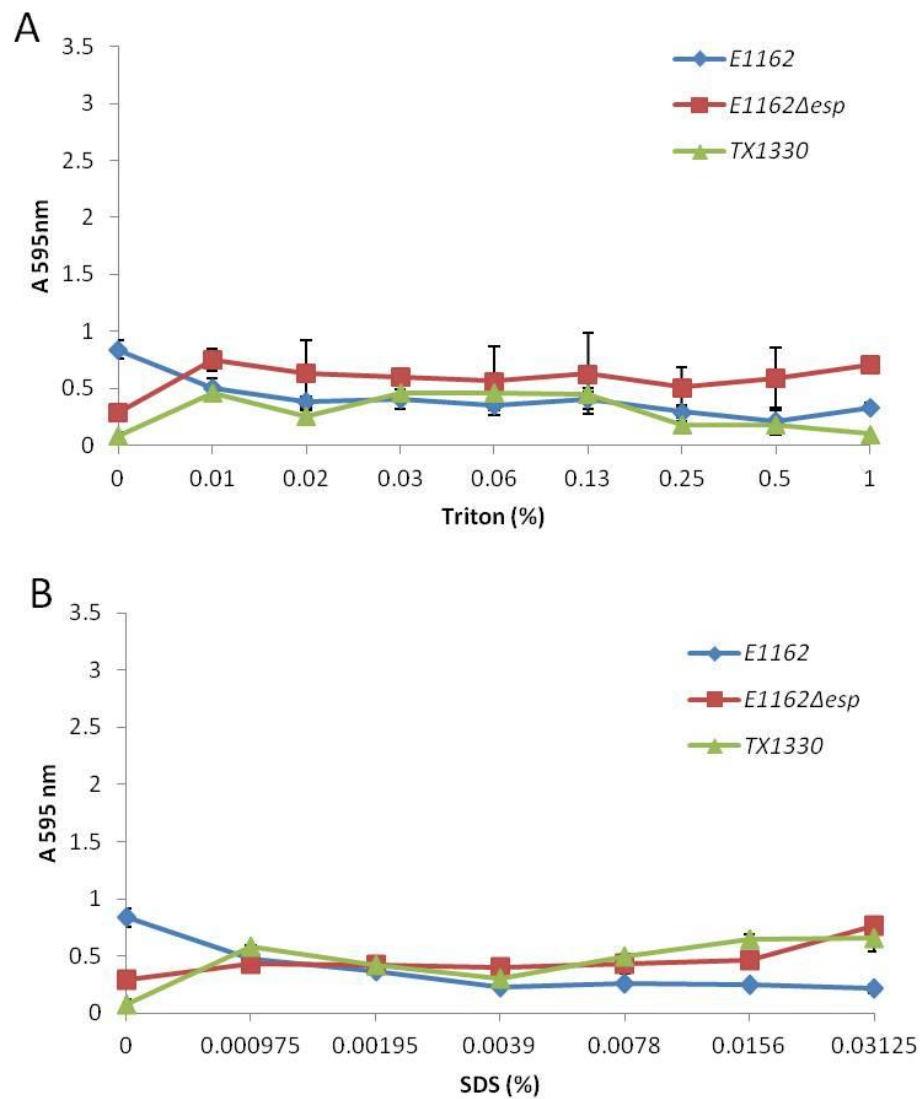 A
3.5
3
2.5
2
1.5
1
0.5
0
A 595nm
E1162
E1162Δesp
TX1330
0 0.01 0.02 0.03 0.06 0.13 0.25 0.5 1
Triton (%)
B
3.5
3
2.5
2
1.5
1
0.5
0
A 595 nm
E1162
E1162Δesp
TX1330
0 0.000975 0.00195 0.0039 0.0078 0.0156 0.03125
SDS (%)